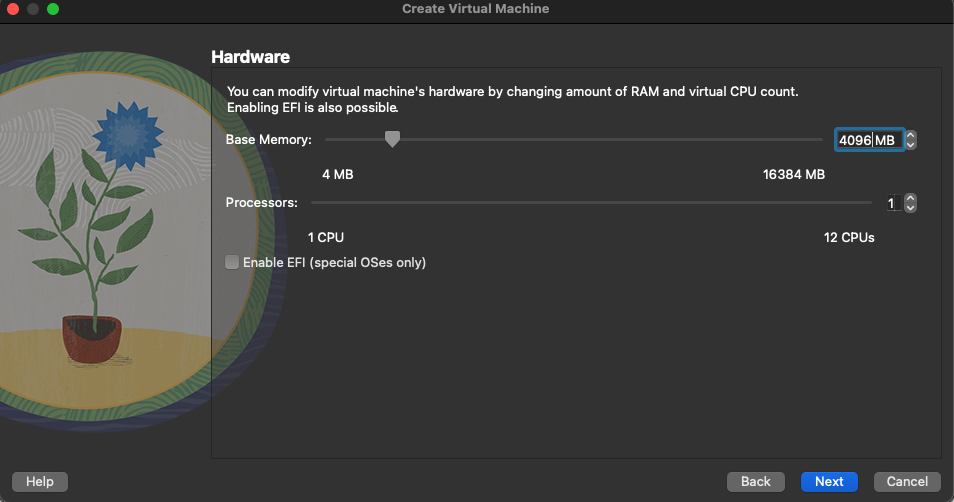 Create Virtual Machine
Hardware
You can modify virtual machine's hardware by changing amount of RAM and virtual CPU count.
Enabling EFI is also possible.
Base Memory: 4096 MB
4 MB 16384 MB
Processors: 1
1 CPU 12 CPUs
Enable EFI (special OSes only)
Help Back Next Cancel